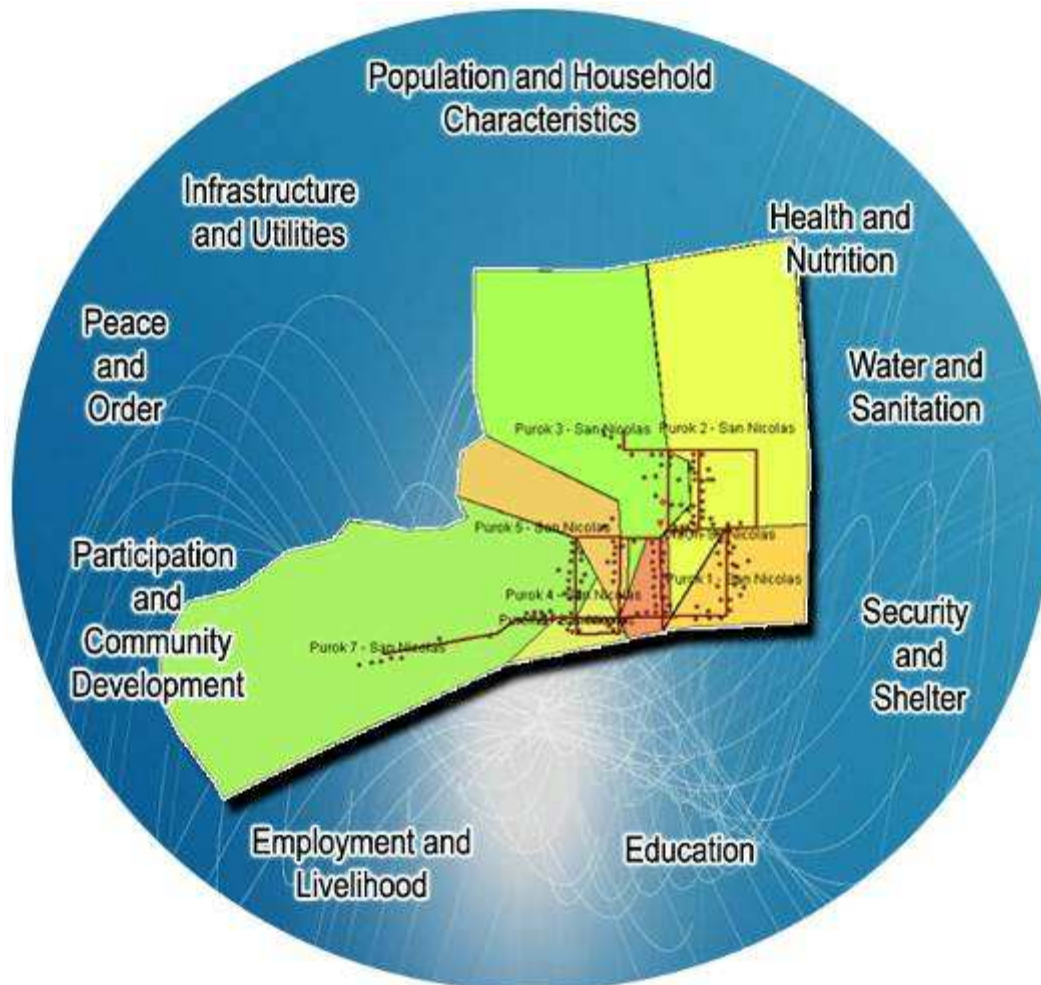 Population and Household
Characteristics
Infrastructure
and Utilities
Health and
Nutrition
Peace
and
Order
Water and
Sanitation
Purok 3 - San Nicolas
Purok 2 - San Nicolas
Purok 5 - San Nicolas
Nicolas
Purok 1 - San Nicolas
Purok 4 - San Nicolas
Purok 7 - San Nicolas
Participation
and
Community
Development
Security
and
Shelter
Employment and
Livelihood
Education